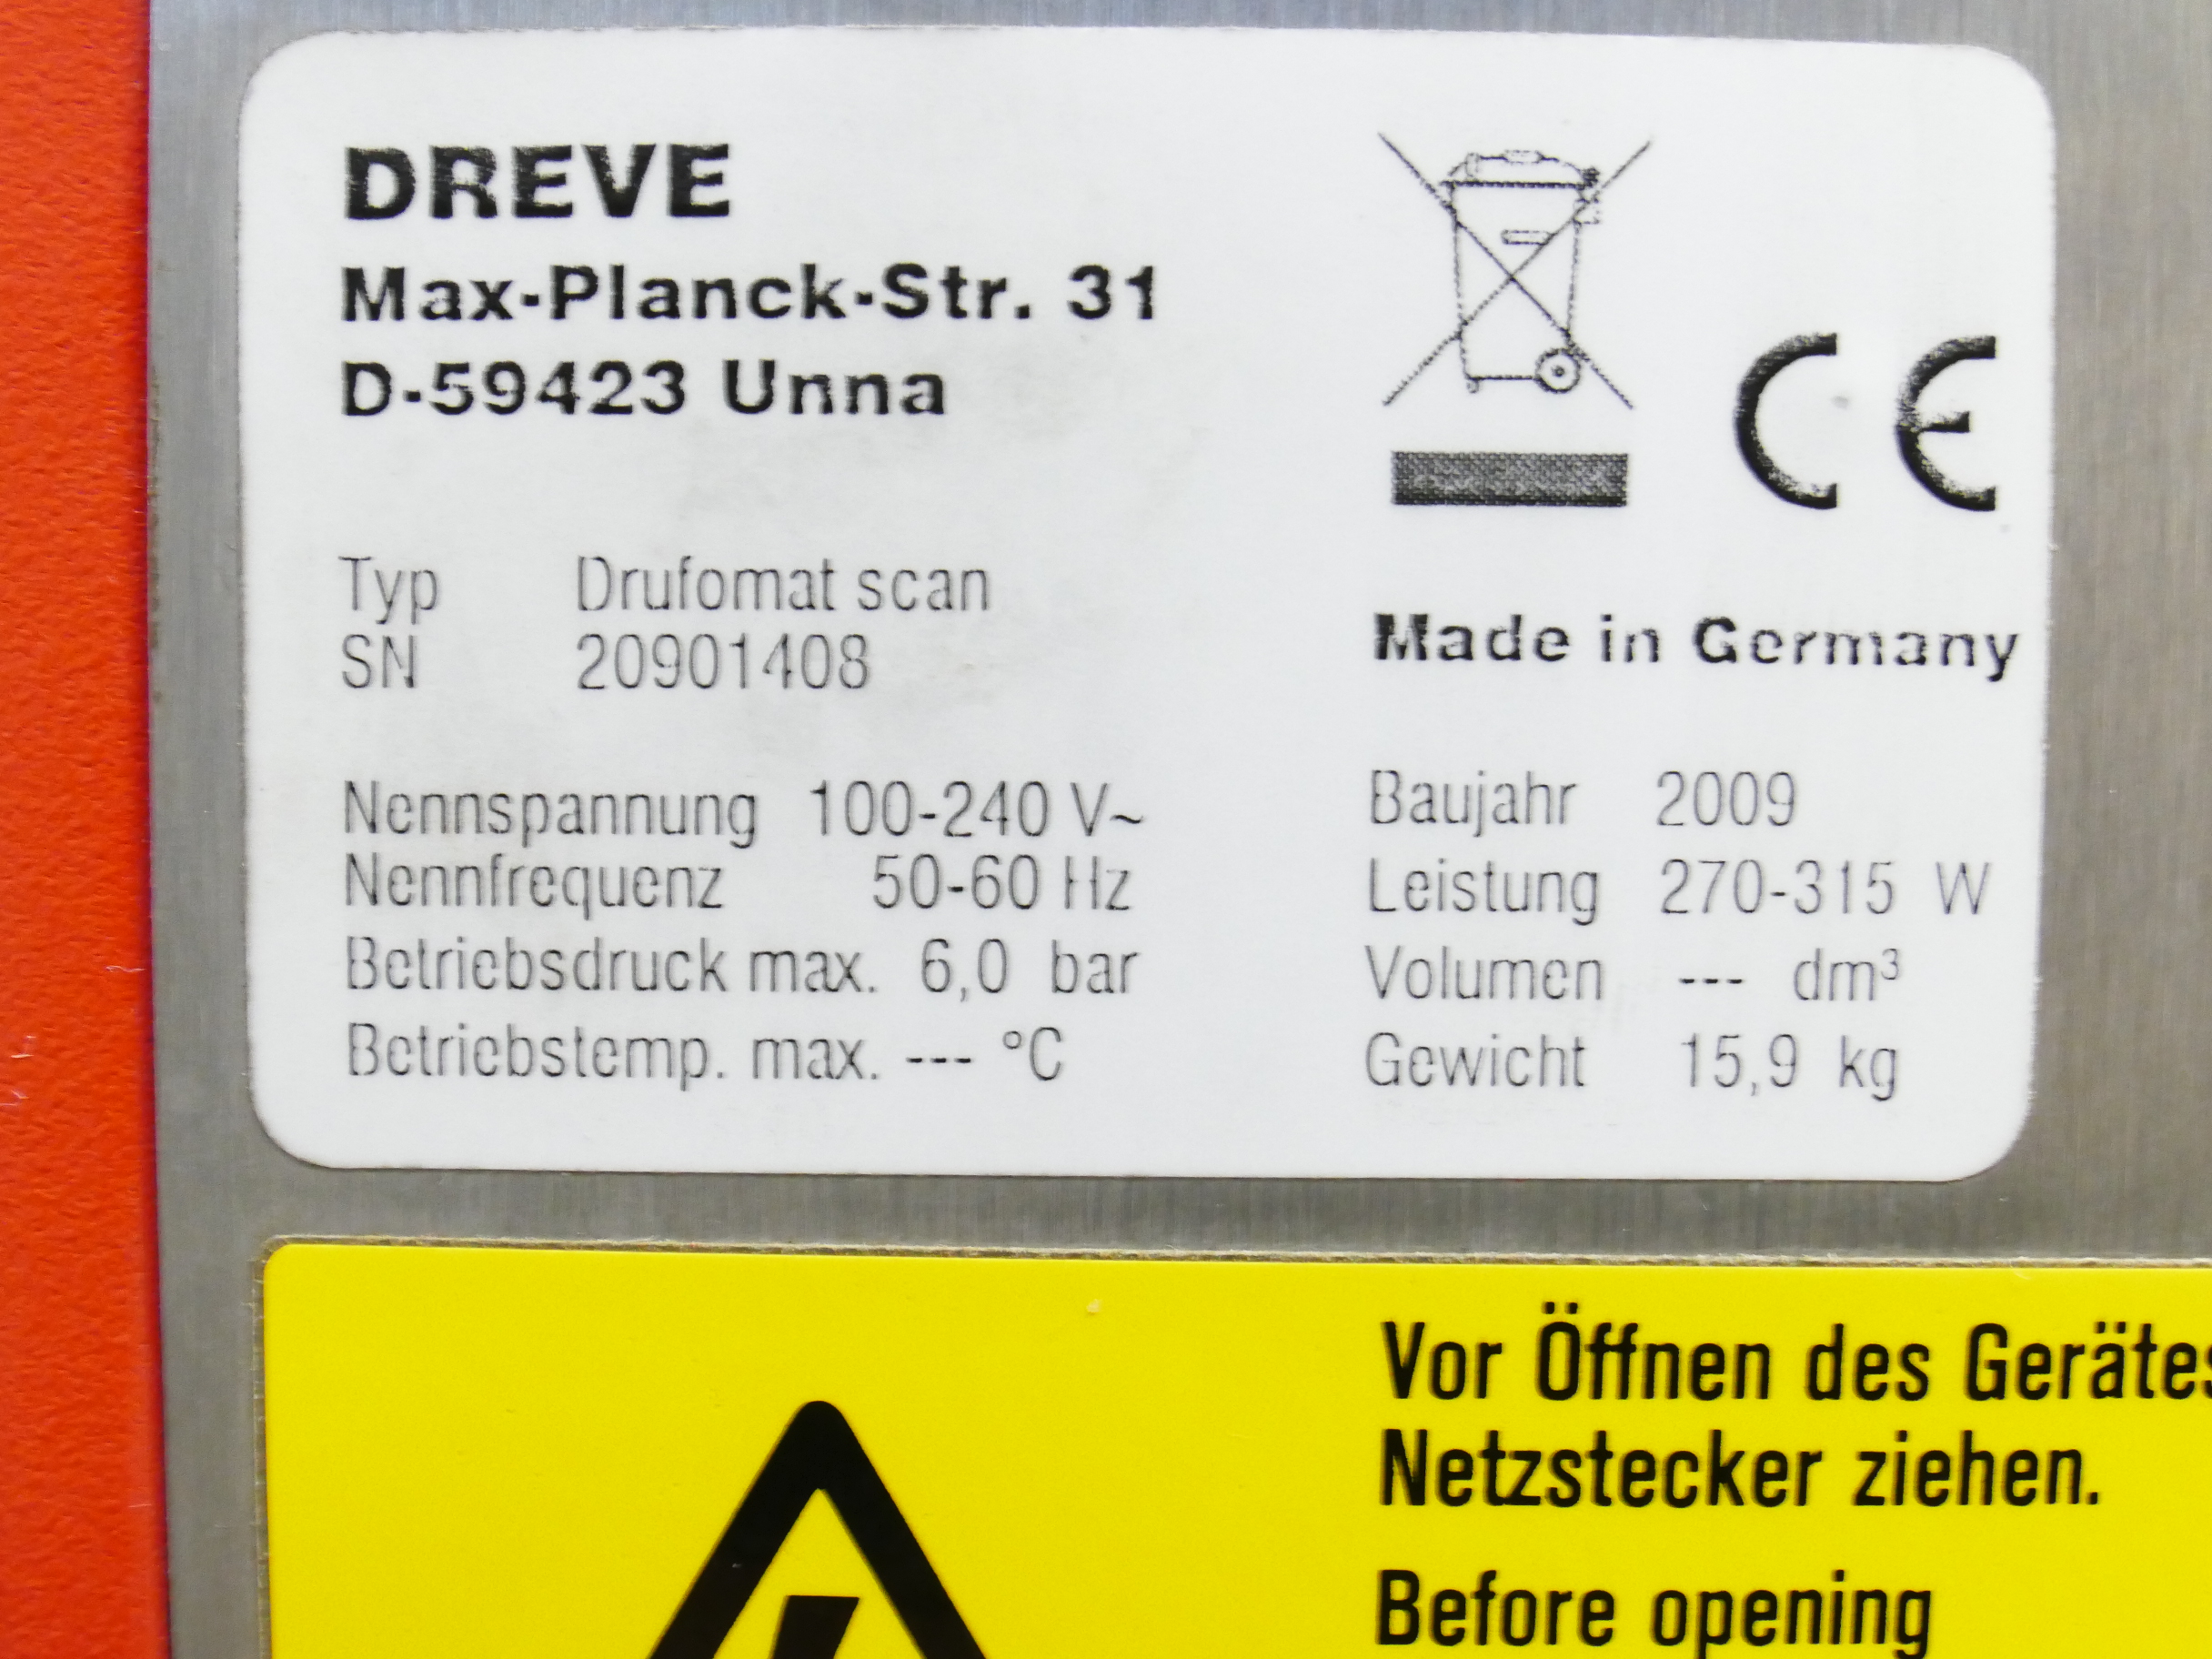 DREVE
Max-Planck-Str. 31
D-59423 Unna
CE
Typ Drufomat scan
SN 20901408
Made in Germany
Nennspannung 100-240 V~
Nennfrequenz 50-60 Hz
Betriebsdruck max. 6,0 bar
Betriebstemp. max. --- °C
Baujahr 2009
Leistung 270-315 W
Volumen --- dm³
Gewicht 15,9 kg
Vor Öffnen des Gerätes
Netzstecker ziehen.
Before opening